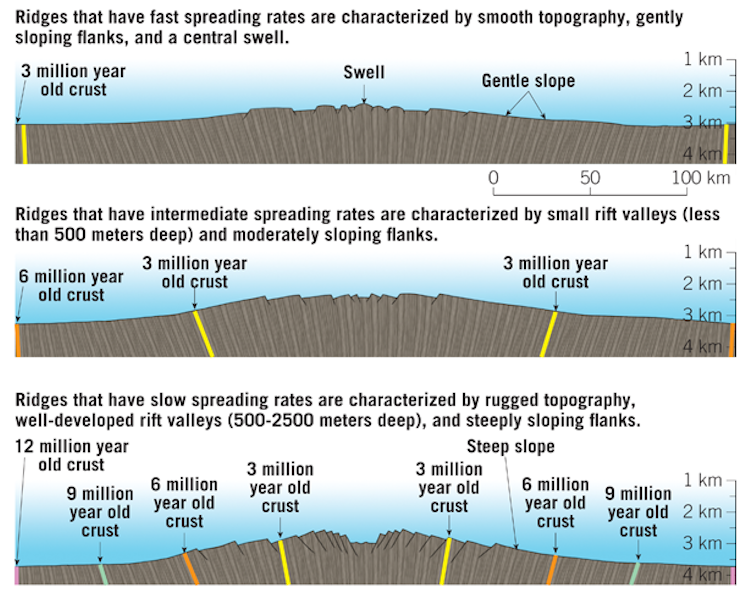 Ridges that have fast spreading rates are characterized by smooth topography, gently
sloping flanks, and a central swell.
3 million year
old crust
Swell
Gentle slope
1 km
2 km
3 km
4 km
0 50 100 km
Ridges that have intermediate spreading rates are characterized by small rift valleys (less
than 500 meters deep) and moderately sloping flanks.
6 million year
old crust
3 million year
old crust
3 million year
old crust
1 km
2 km
3 km
4 km
Ridges that have slow spreading rates are characterized by rugged topography,
well-developed rift valleys (500-2500 meters deep), and steeply sloping flanks.
12 million year
old crust
9 million
year old
crust
6 million
year old
crust
3 million
year old
crust
3 million
year old
crust
Steep slope
6 million
year old
crust
9 million
year old
crust
1 km
2 km
3 km
4 km